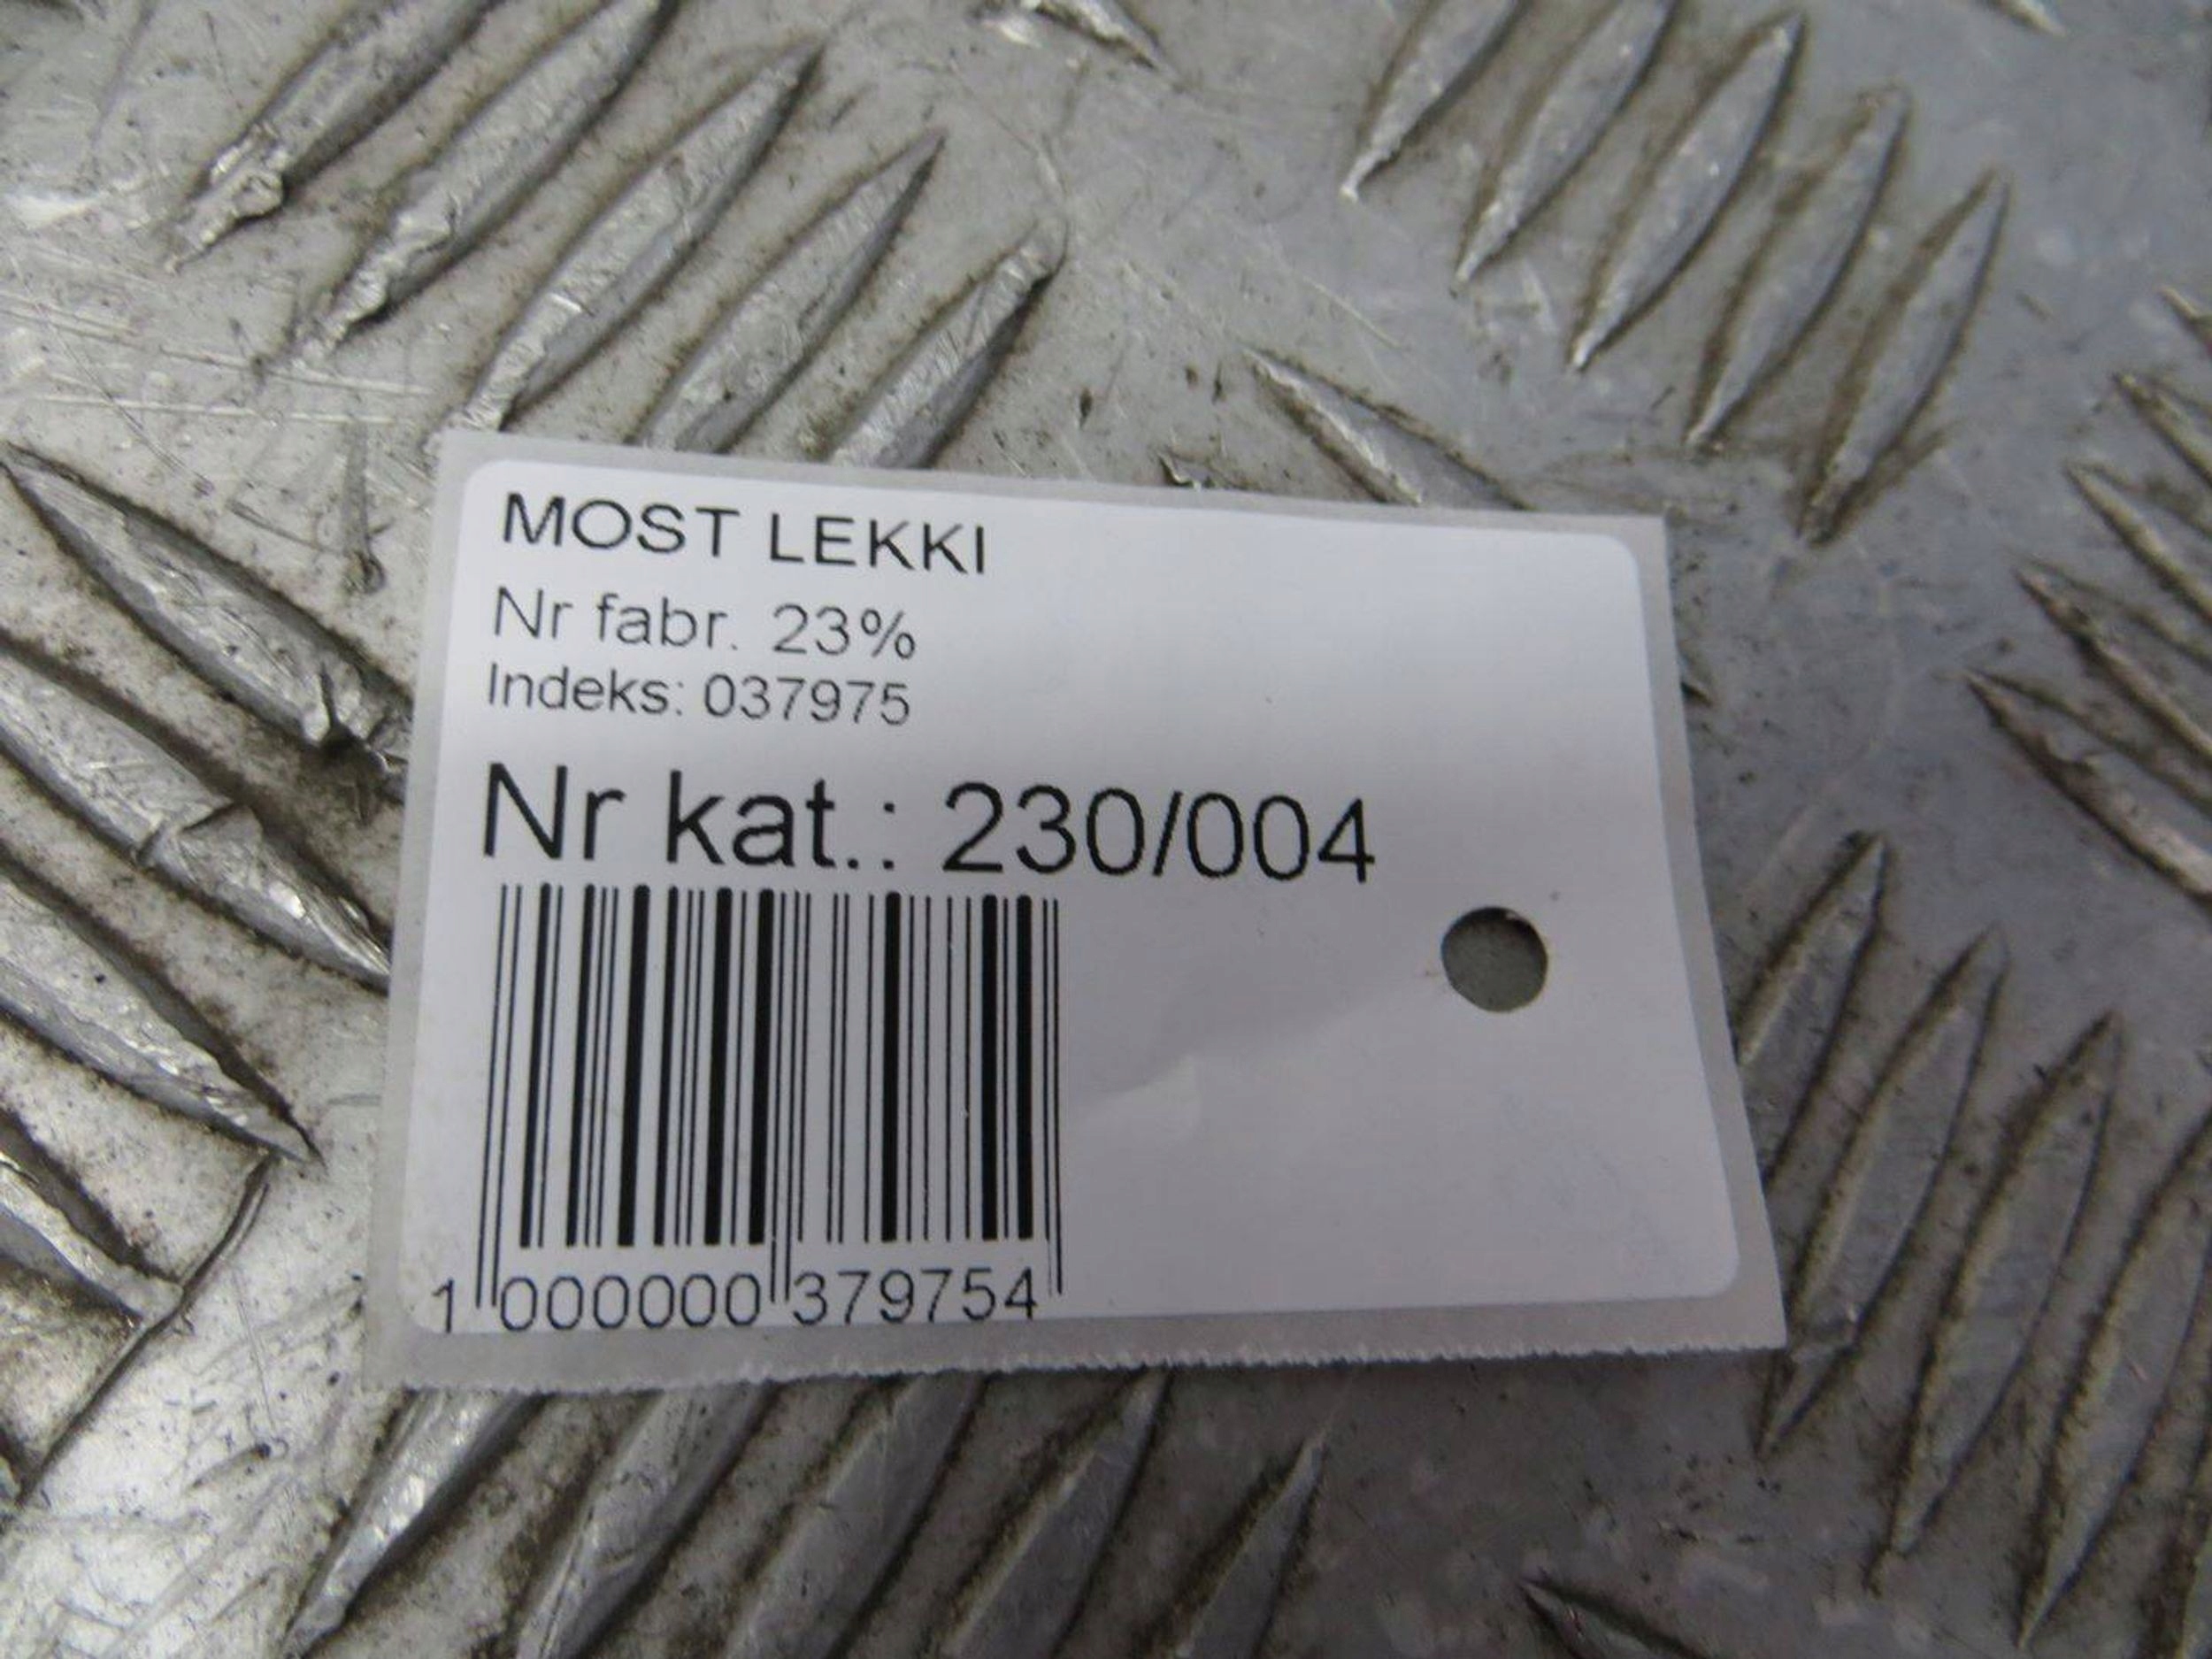 MOST LEKKI
Nr fabr. 23%
Indeks: 037975
Nr kat.: 230/004
1 000000 379754